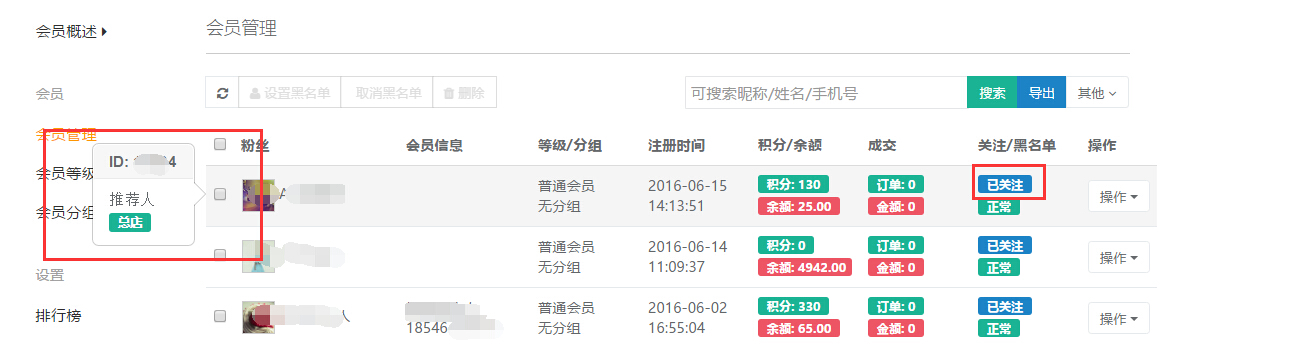 会员概述
会员管理
会员
设置黑名单 取消黑名单 删除
可搜索昵称/姓名/手机号 搜索 导出 其他
会员管理
粉丝 会员信息 等级/分组 注册时间 积分/余额 成交 关注/黑名单 操作
ID: 4
会员等级
推荐人
总店
会员分组
普通会员 2016-06-15 积分: 130 订单: 0 已关注 操作
无分组 14:13:51 余额: 25.00 金额: 0 正常
普通会员 2016-06-14 积分: 0 订单: 0 已关注 操作
无分组 11:09:37 余额: 4942.00 金额: 0 正常
设置
排行榜
人 普通会员 2016-06-02 积分: 330 订单: 0 已关注 操作
18546 无分组 16:55:04 余额: 65.00 金额: 0 正常